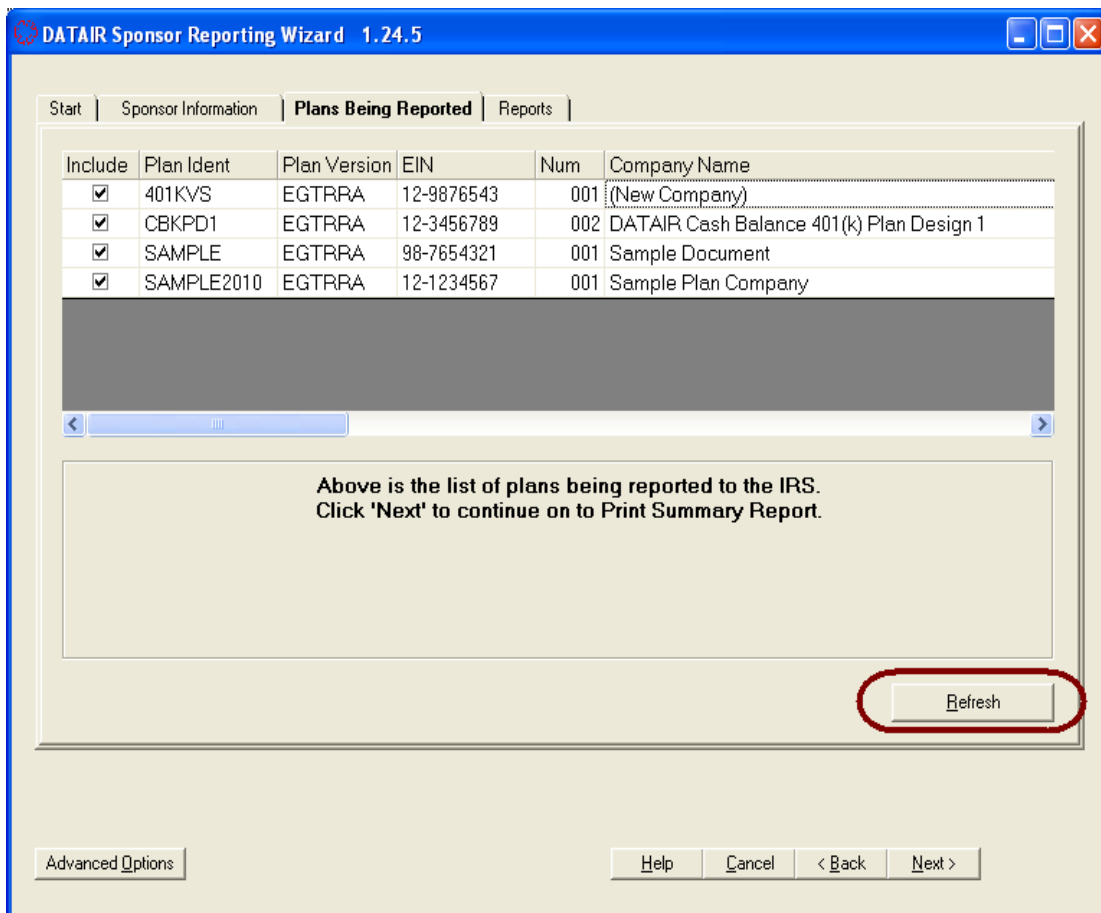 DATAIR Sponsor Reporting Wizard 1.24.5
Start Sponsor Information Plans Being Reported Reports
Include Plan Ident Plan Version EIN Num Company Name
401KVS EGTRRA 12-9876543 001 (New Company)
CBKPD1 EGTRRA 12-3456789 002 DATAIR Cash Balance 401(k) Plan Design 1
SAMPLE EGTRRA 98-7654321 001 Sample Document
SAMPLE2010 EGTRRA 12-1234567 001 Sample Plan Company
Above is the list of plans being reported to the IRS.
Click 'Next' to continue on to Print Summary Report.
Refresh
Advanced Options Help Cancel < Back Next >